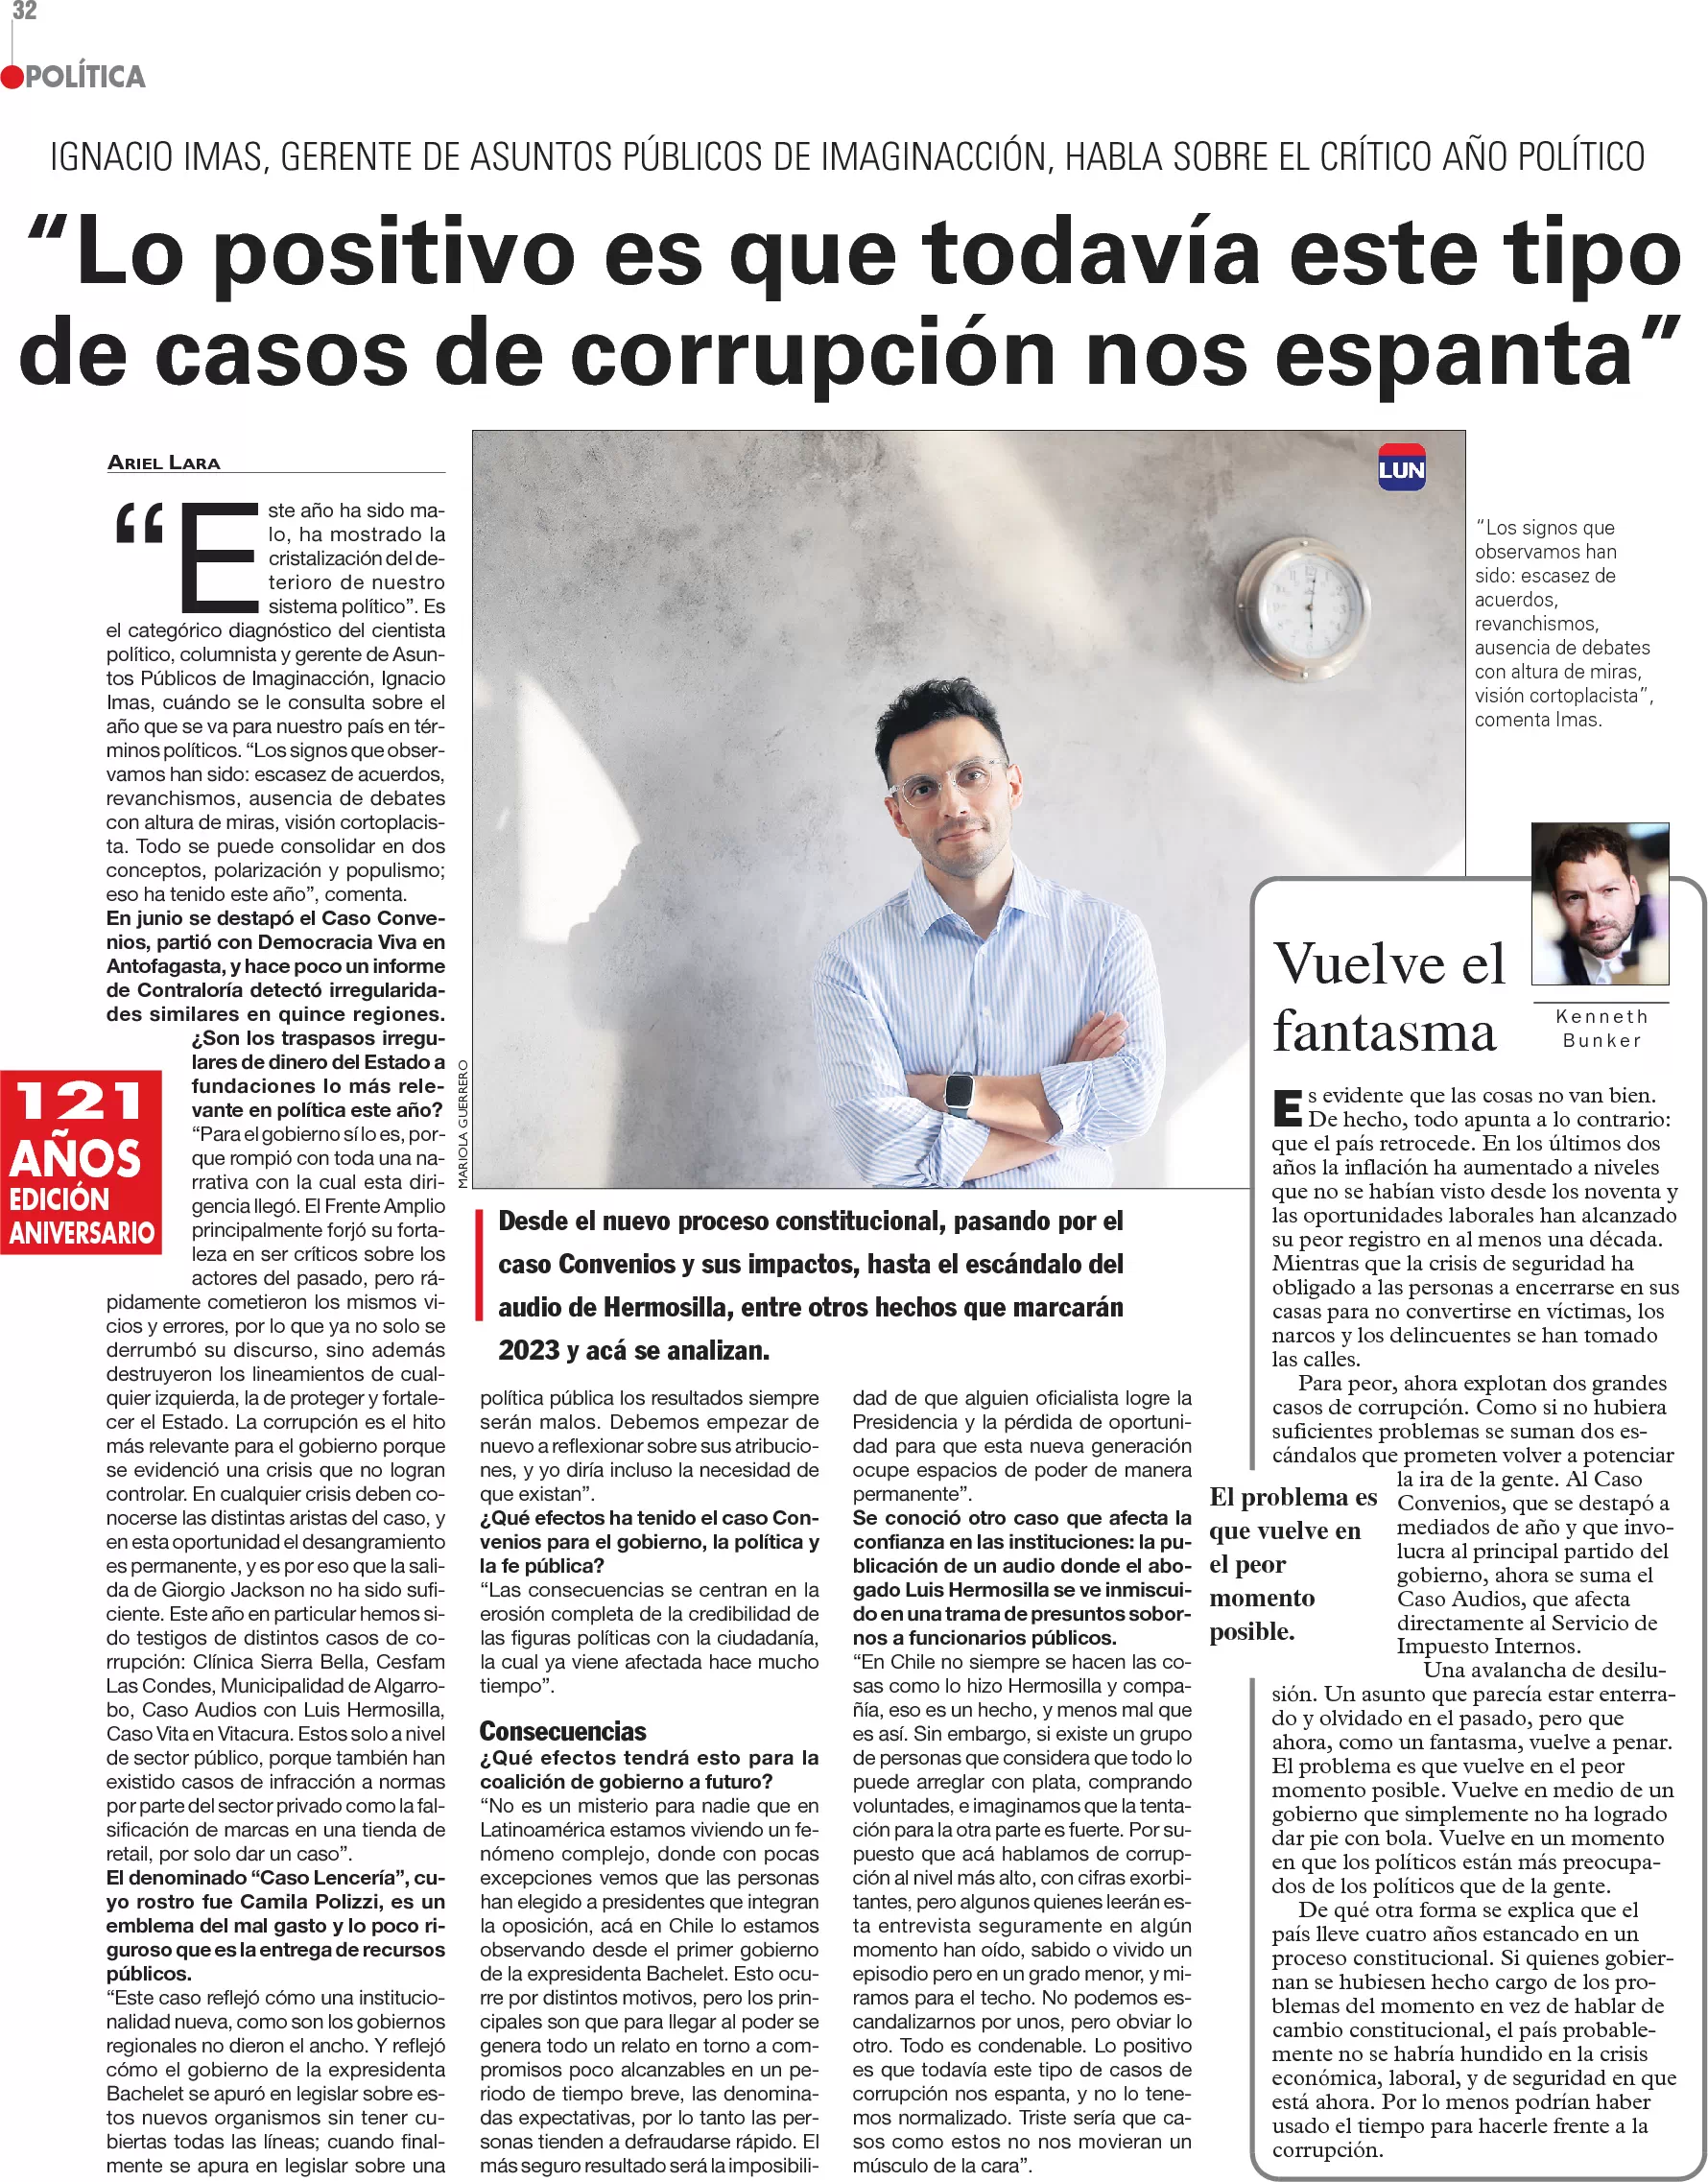 32
POLÍTICA
IGNACIO IMAS, GERENTE DE ASUNTOS PÚBLICOS DE IMAGINACCIÓN, HABLA SOBRE EL CRÍTICO AÑO POLÍTICO
“Lo positivo es que todavía este tipo
de casos de corrupción nos espanta”
ARIEL LARA
“Este año ha sido ma-
lo, ha mostrado la
cristalización del de-
terioro de nuestro
sistema político”. Es
el categórico diagnóstico del cientista
político, columnista y gerente de Asun-
tos Públicos de Imaginacción, Ignacio
Imas, cuándo se le consulta sobre el
año que se va para nuestro país en tér-
minos políticos. “Los signos que obser-
vamos han sido: escasez de acuerdos,
revanchismos, ausencia de debates
con altura de miras, visión cortoplacis-
ta. Todo se puede consolidar en dos
conceptos, polarización y populismo;
eso ha tenido este año”, comenta.
En junio se destapó el Caso Conve-
nios, partió con Democracia Viva en
Antofagasta, y hace poco un informe
de Contraloría detectó irregularida-
des similares en quince regiones.
¿Son los traspasos irregu-
lares de dinero del Estado a
fundaciones lo más rele-
vante en política este año?
“Para el gobierno sí lo es, por-
que rompió con toda una na-
rrativa con la cual esta diri-
gencia llegó. El Frente Amplio
principalmente forjó su forta-
leza en ser críticos sobre los
actores del pasado, pero rá-
pidamente cometieron los mismos vi-
cios y errores, por lo que ya no solo se
derrumbó su discurso, sino además
destruyeron los lineamientos de cual-
quier izquierda, la de proteger y fortale-
cer el Estado. La corrupción es el hito
más relevante para el gobierno porque
se evidenció una crisis que no logran
controlar. En cualquier crisis deben co-
nocerse las distintas aristas del caso, y
en esta oportunidad el desangramiento
es permanente, y es por eso que la sali-
da de Giorgio Jackson no ha sido sufi-
ciente. Este año en particular hemos si-
do testigos de distintos casos de co-
rrupción: Clínica Sierra Bella, Cesfam
Las Condes, Municipalidad de Algarro-
bo, Caso Audios con Luis Hermosilla,
Caso Vita en Vitacura. Estos solo a nivel
de sector público, porque también han
existido casos de infracción a normas
por parte del sector privado como la fal-
sificación de marcas en una tienda de
retail, por solo dar un caso”.
El denominado “Caso Lencería”, cu-
yo rostro fue Camila Polizzi, es un
emblema del mal gasto y lo poco ri-
guroso que es la entrega de recursos
públicos.
“Este caso reflejó cómo una institucio-
nalidad nueva, como son los gobiernos
regionales no dieron el ancho. Y reflejó
cómo el gobierno de la expresidenta
Bachelet se apuró en legislar sobre es-
tos nuevos organismos sin tener cu-
biertas todas las líneas; cuando final-
mente se apura en legislar sobre una
121
AÑOS
EDICIÓN
ANIVERSARIO
MARIOLA GUERRERO
LUN
“Los signos que
observamos han
sido: escasez de
acuerdos,
revanchismos,
ausencia de debates
con altura de miras,
visión cortoplacista”,
comenta Imas.
Desde el nuevo proceso constitucional, pasando por el
caso Convenios y sus impactos, hasta el escándalo del
audio de Hermosilla, entre otros hechos que marcarán
2023 y acá se analizan.
política pública los resultados siempre
serán malos. Debemos empezar de
nuevo a reflexionar sobre sus atribucio-
nes, y yo diría incluso la necesidad de
que existan”.
¿Qué efectos ha tenido el caso Con-
venios para el gobierno, la política y
la fe pública?
“Las consecuencias se centran en la
erosión completa de la credibilidad de
las figuras políticas con la ciudadanía,
la cual ya viene afectada hace mucho
tiempo”.
Consecuencias
¿Qué efectos tendrá esto para la
coalición de gobierno a futuro?
“No es un misterio para nadie que en
Latinoamérica estamos viviendo un fe-
nómeno complejo, donde con pocas
excepciones vemos que las personas
han elegido a presidentes que integran
la oposición, acá en Chile lo estamos
observando desde el primer gobierno
de la expresidenta Bachelet. Esto ocu-
rre por distintos motivos, pero los prin-
cipales son que para llegar al poder se
genera todo un relato en torno a com-
promisos poco alcanzables en un pe-
riodo de tiempo breve, las denomina-
das expectativas, por lo tanto las per-
sonas tienden a defraudarse rápido. El
más seguro resultado será la imposibili-
dad de que alguien oficialista logre la
Presidencia y la pérdida de oportuni-
dad para que esta nueva generación
ocupe espacios de poder de manera
permanente”.
Se conoció otro caso que afecta la
confianza en las instituciones: la pu-
blicación de un audio donde el abo-
gado Luis Hermosilla se ve inmiscui-
do en una trama de presuntos sobor-
nos a funcionarios públicos.
“En Chile no siempre se hacen las co-
sas como lo hizo Hermosilla y compa-
ñía, eso es un hecho, y menos mal que
es así. Sin embargo, si existe un grupo
de personas que considera que todo lo
puede arreglar con plata, comprando
voluntades, e imaginamos que la tenta-
ción para la otra parte es fuerte. Por su-
puesto que acá hablamos de corrup-
ción al nivel más alto, con cifras exorbi-
tantes, pero algunos quienes leerán es-
ta entrevista seguramente en algún
momento han oído, sabido o vivido un
episodio pero en un grado menor, y mi-
ramos para el techo. No podemos es-
candalizarnos por unos, pero obviar lo
otro. Todo es condenable. Lo positivo
es que todavía este tipo de casos de
corrupción nos espanta, y no lo tene-
mos normalizado. Triste sería que ca-
sos como estos no nos movieran un
músculo de la cara”.
Vuelve el
fantasma
Kenneth
Bunker
Es evidente que las cosas no van bien.
De hecho, todo apunta a lo contrario:
que el país retrocede. En los últimos dos
años la inflación ha aumentado a niveles
que no se habían visto desde los noventa y
las oportunidades laborales han alcanzado
su peor registro en al menos una década.
Mientras que la crisis de seguridad ha
obligado a las personas a encerrarse en sus
casas para no convertirse en víctimas, los
narcos y los delincuentes se han tomado
las calles.
Para peor, ahora explotan dos grandes
casos de corrupción. Como si no hubiera
suficientes problemas se suman dos es-
cándalos que prometen volver a potenciar
la ira de la gente. Al Caso
Convenios, que se destapó a
mediados de año y que invo-
lucra al principal partido del
gobierno, ahora se suma el
Caso Audios, que afecta
directamente al Servicio de
Impuesto Internos.
El problema es
que vuelve en
el peor
momento
posible.
Una avalancha de desilu-
sión. Un asunto que parecía estar enterra-
do y olvidado en el pasado, pero que
ahora, como un fantasma, vuelve a penar.
El problema es que vuelve en el peor
momento posible. Vuelve en medio de un
gobierno que simplemente no ha logrado
dar pie con bola. Vuelve en un momento
en que los políticos están más preocupa-
dos de los políticos que de la gente.
De qué otra forma se explica que el
país lleve cuatro años estancado en un
proceso constitucional. Si quienes gobier-
nan se hubiesen hecho cargo de los pro-
blemas del momento en vez de hablar de
cambio constitucional, el país probable-
mente no se habría hundido en la crisis
económica, laboral, y de seguridad en que
está ahora. Por lo menos podrían haber
usado el tiempo para hacerle frente a la
corrupción.